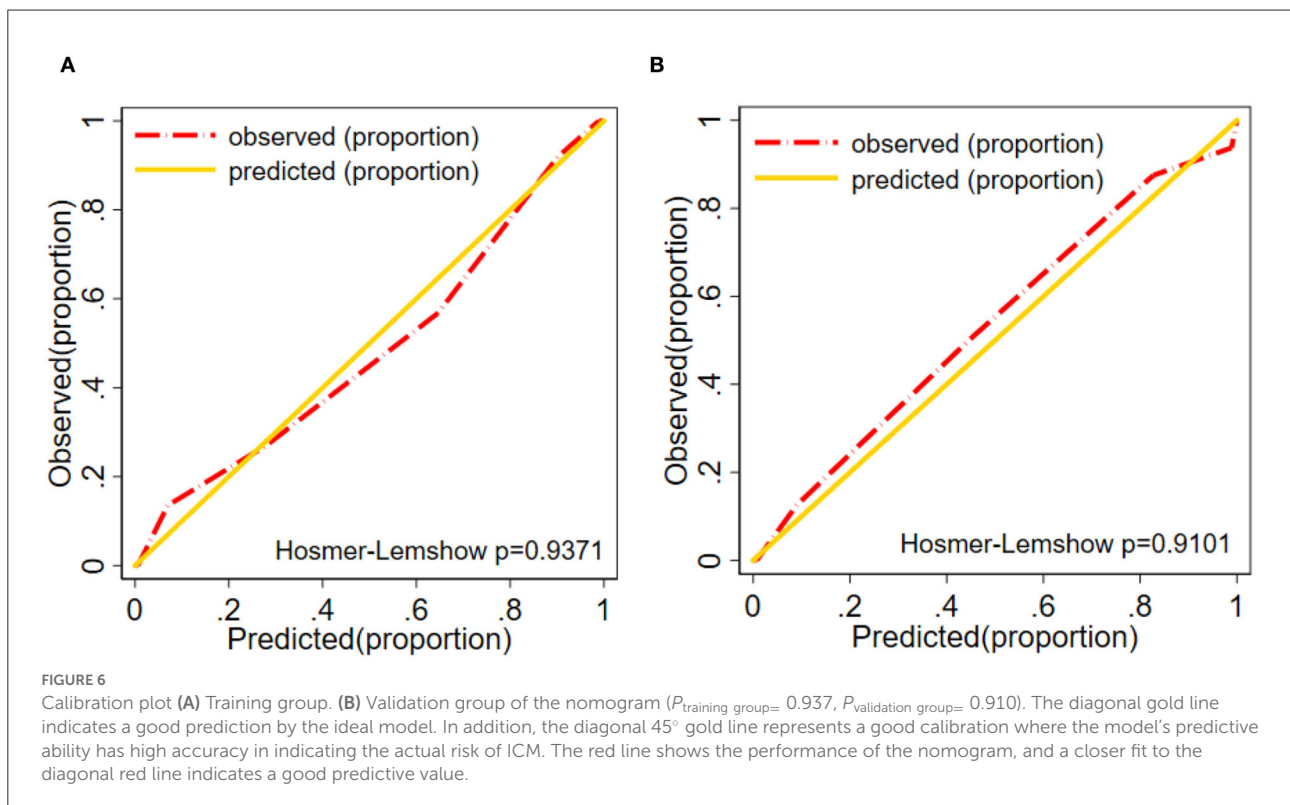 A
observed (proportion)
predicted (proportion)
Observed(proportion)
0 .2 .4 .6 .8 1
Hosmer-Lemshow p=0.9371
0 .2 .4 .6 .8 1
Predicted(proportion)
B
observed (proportion)
predicted (proportion)
Observed(proportion)
0 .2 .4 .6 .8 1
Hosmer-Lemshow p=0.9101
0 .2 .4 .6 .8 1
Predicted(proportion)
FIGURE 6
Calibration plot (A) Training group. (B) Validation group of the nomogram (Ptraining group= 0.937, Pvalidation group= 0.910). The diagonal gold line
indicates a good prediction by the ideal model. In addition, the diagonal 45° gold line represents a good calibration where the model's predictive
ability has high accuracy in indicating the actual risk of ICM. The red line shows the performance of the nomogram, and a closer fit to the
diagonal red line indicates a good predictive value.